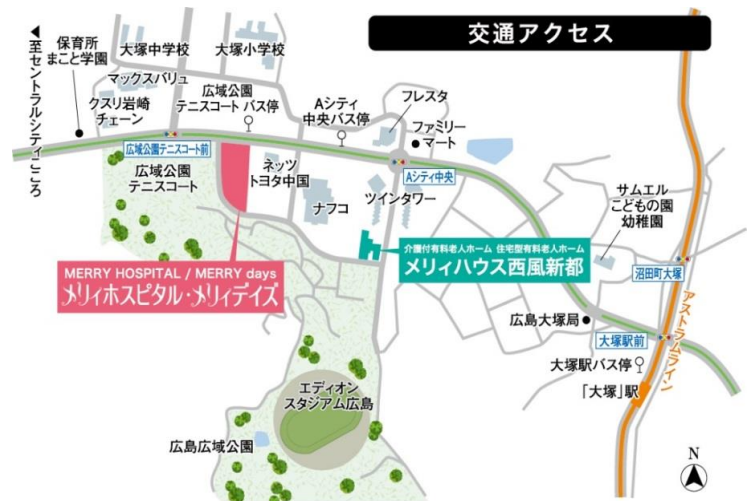 交通アクセス
◀至セントラルシティこころ
保育所
まこと学園
大塚中学校
大塚小学校
マックスバリュ
クスリ岩崎
チェーン
広域公園
テニスコート バス停
Aシティ
中央バス停
フレスタ
ファミリー
マート
広域公園テニスコート前
Aシティ中央
広域公園
テニスコート
ネッツ
トヨタ中国
ナフコ
ツインタワー
サムエル
こどもの園
幼稚園
介護付有料老人ホーム 住宅型有料老人ホーム
メリィハウス西風新都
MERRY HOSPITAL / MERRY days
メリィホスピタル・メリィデイズ
沼田町大塚
アストラムライン
広島大塚局
大塚駅前
大塚駅バス停
「大塚」駅
エディオン
スタジアム広島
広島広域公園
N